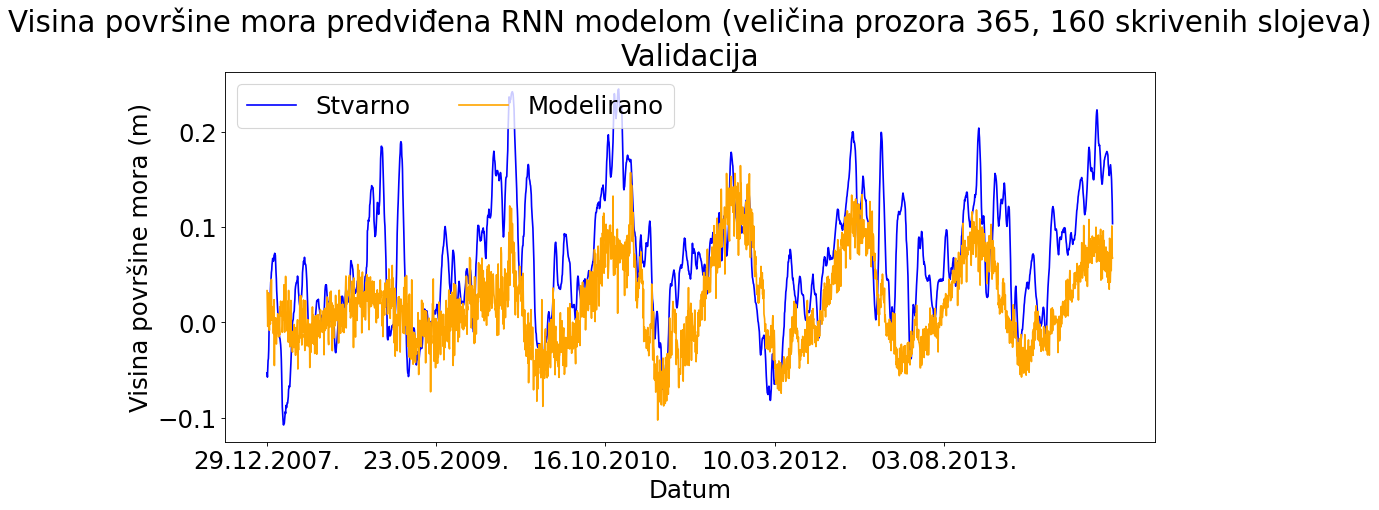 Visina površine mora predviđena RNN modelom (veličina prozora 365, 160 skrivenih slojeva)
Validacija
Stvarno
Modelirano
Visina površine mora (m)
0.2
0.1
0.0
−0.1
29.12.2007.
23.05.2009.
16.10.2010.
10.03.2012.
03.08.2013.
Datum